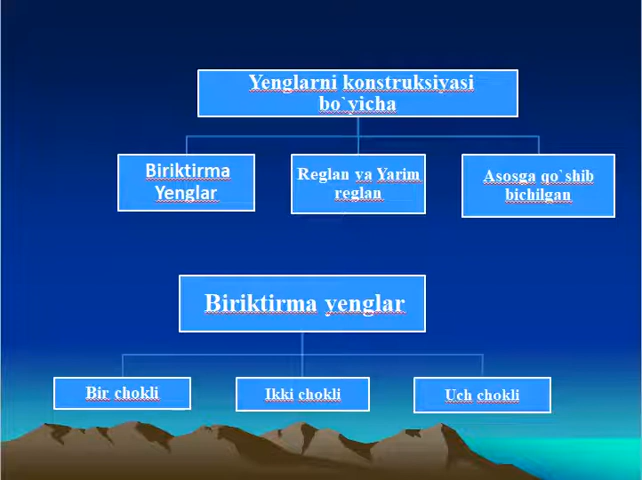 Yenglarni konstruksiyasi
bo`yicha
Biriktirma
Yenglar
Reglan va Yarim
reglan
Asosga qo`shib
bichilgan
Biriktirma yenglar
Bir chokli
Ikki chokli
Uch chokli